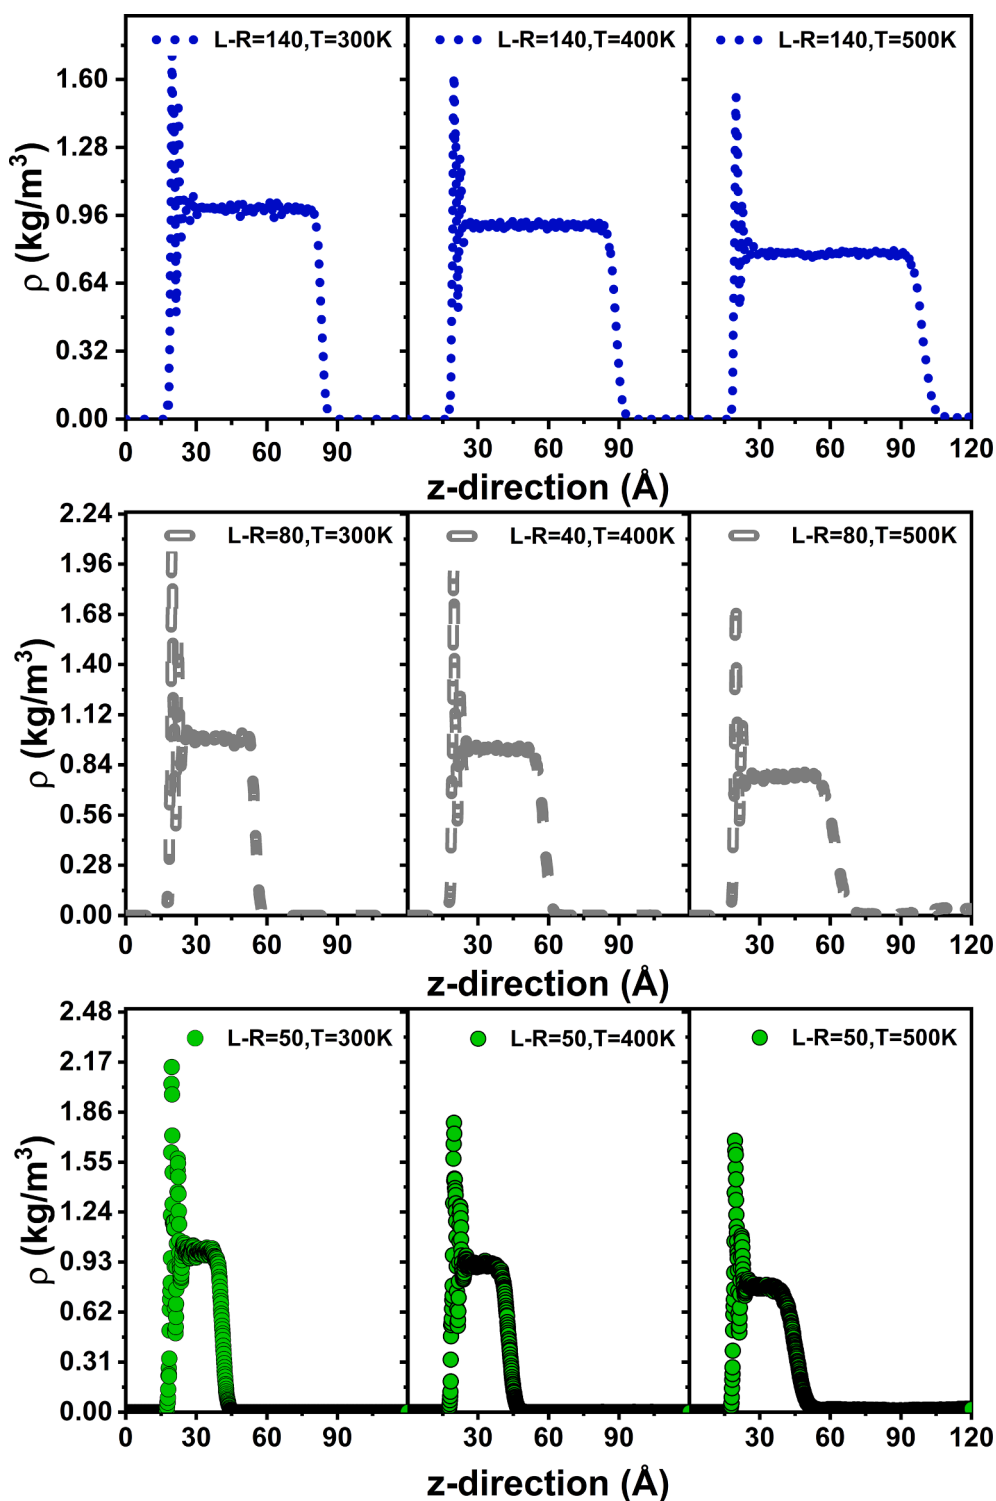 L-R=140,T=300K L-R=140,T=400K L-R=140,T=500K
1.60
1.28
0.96
0.64
0.32
0.00
ρ (kg/m³)
0 30 60 90 30 60 90 30 60 90 120
z-direction (Å)
L-R=80,T=300K L-R=40,T=400K L-R=80,T=500K
2.24
1.96
1.68
1.40
1.12
0.84
0.56
0.28
0.00
ρ (kg/m³)
0 30 60 90 30 60 90 30 60 90 120
z-direction (Å)
L-R=50,T=300K L-R=50,T=400K L-R=50,T=500K
2.48
2.17
1.86
1.55
1.24
0.93
0.62
0.31
0.00
ρ (kg/m³)
0 30 60 90 30 60 90 30 60 90 120
z-direction (Å)